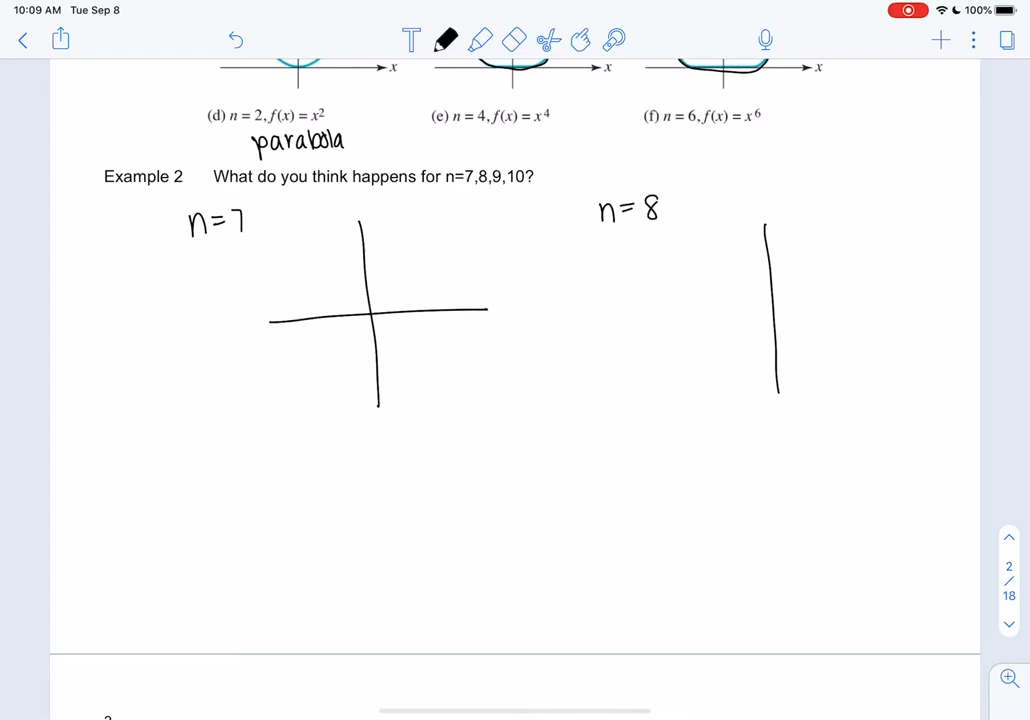 10:09 AM Tue Sep 8
100%
x x x
(d) n = 2, f(x) = x²
(e) n = 4, f(x) = x⁴
(f) n = 6, f(x) = x⁶
parabola
Example 2 What do you think happens for n=7,8,9,10?
n=7
n=8
2
/
18